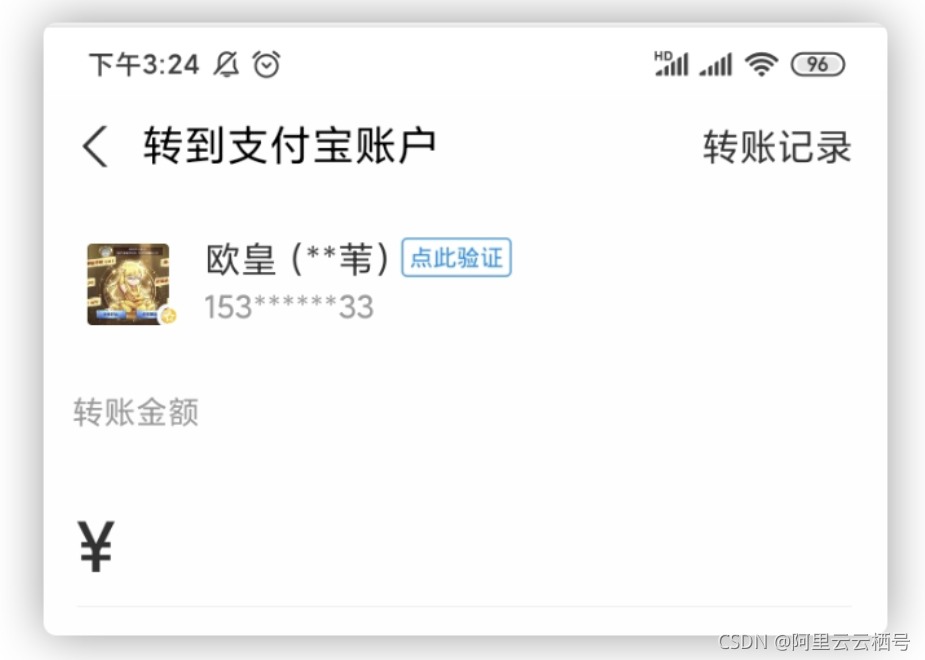 下午3:24 HD 96
转到支付宝账户 转账记录
欧皇 (**苇) 点此验证
153******33
转账金额
¥
CSDN @阿里云云栖号